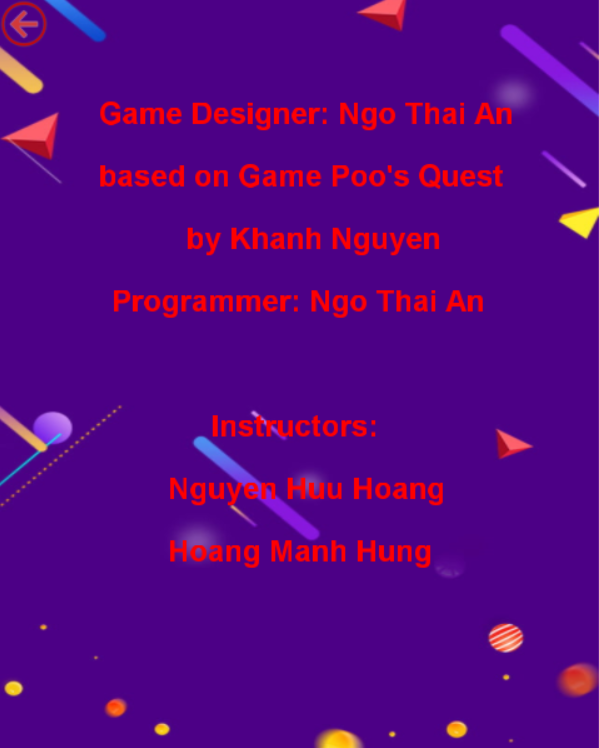 Game Designer: Ngo Thai An
based on Game Poo's Quest
by Khanh Nguyen
Programmer: Ngo Thai An
Instructors:
Nguyen Huu Hoang
Hoang Manh Hung